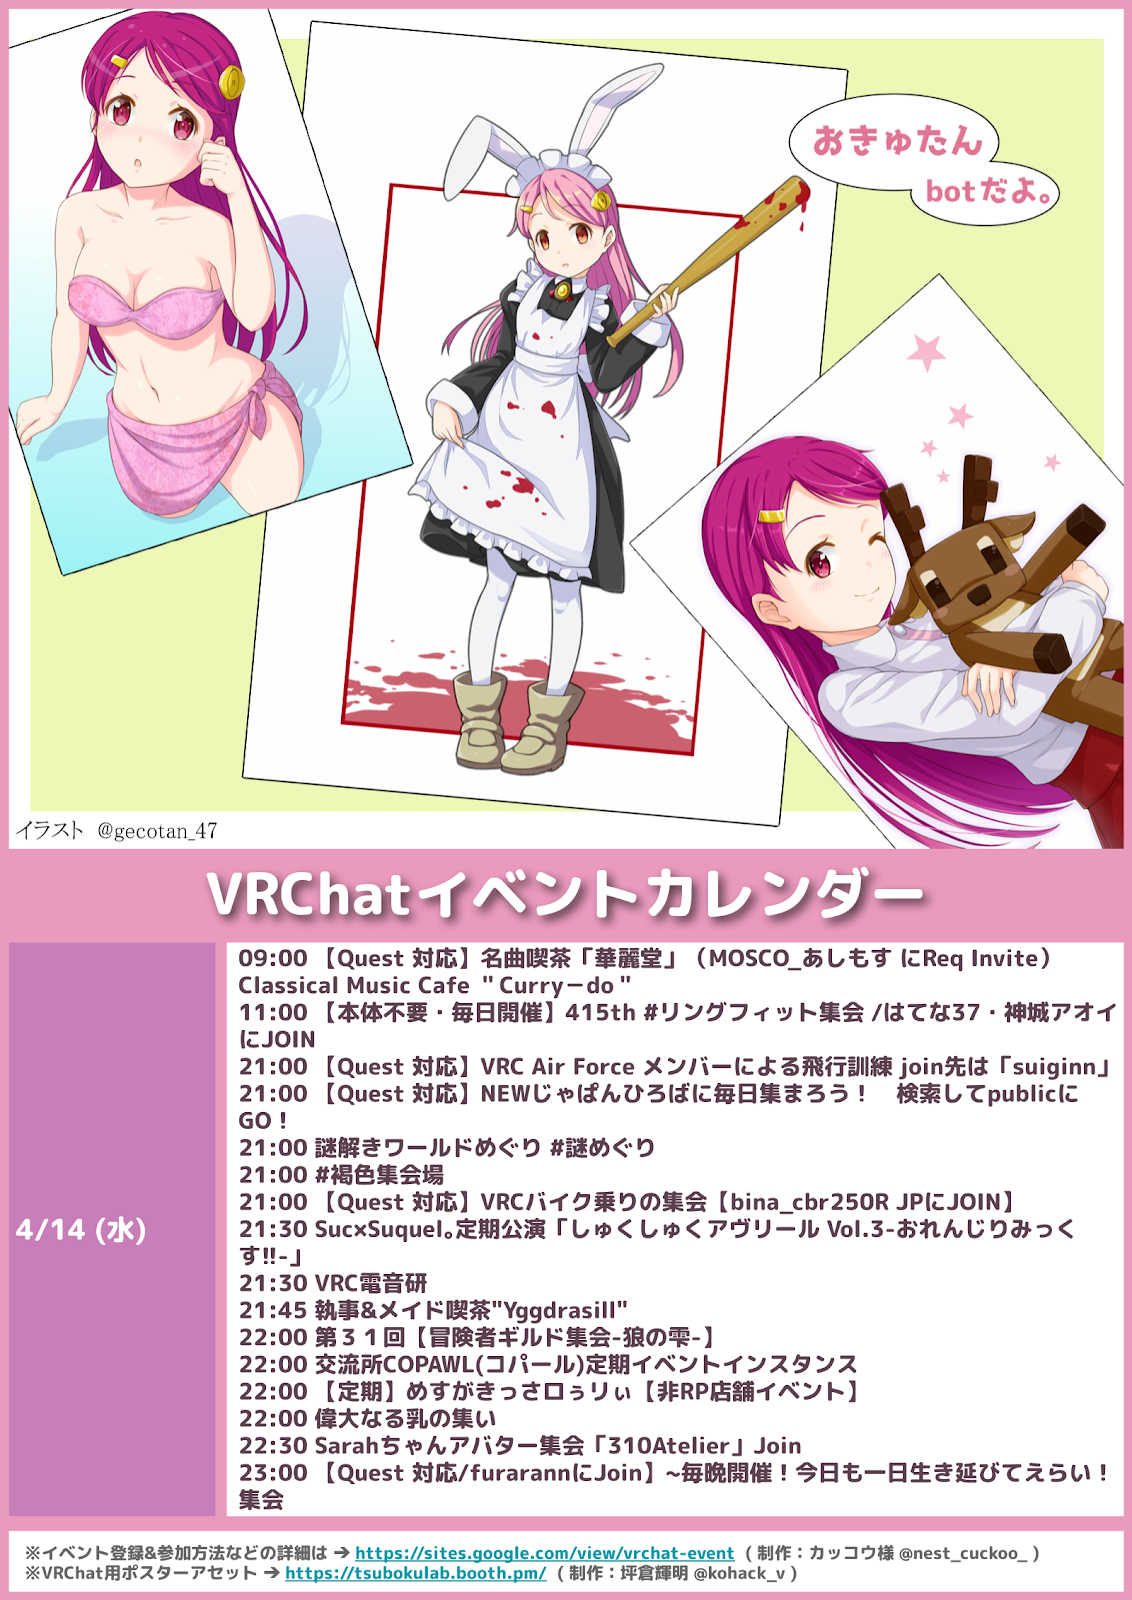 おきゅたん
botだよ。
イラスト @gecotan_47
VRChatイベントカレンダー
4/14 (水)
09:00 【Quest 対応】名曲喫茶「華麗堂」（MOSCO_あしもす にReq Invite）
Classical Music Cafe ＂Curry－do＂
11:00 【本体不要・毎日開催】415th #リングフィット集会 /はてな37・神城アオイ
にJOIN
21:00 【Quest 対応】VRC Air Force メンバーによる飛行訓練 join先は「suiginn」
21:00 【Quest 対応】NEWじゃぱんひろばに毎日集まろう！　検索してpublicに
GO！
21:00 謎解きワールドめぐり #謎めぐり
21:00 #褐色集会場
21:00 【Quest 対応】VRCバイク乗りの集会【bina_cbr250R JPにJOIN】
21:30 Suc×Suquel。定期公演「しゅくしゅくアヴリール Vol.3-おれんじりみっく
す!!-」
21:30 VRC電音研
21:45 執事&メイド喫茶"Yggdrasill"
22:00 第３１回【冒険者ギルド集会-狼の雫-】
22:00 交流所COPAWL(コパール)定期イベントインスタンス
22:00 【定期】めすがきっさロぅリぃ【非RP店舗イベント】
22:00 偉大なる乳の集い
22:30 Sarahちゃんアバター集会「310Atelier」Join
23:00 【Quest 対応/furarannにJoin】~毎晩開催！今日も一日生き延びてえらい！
集会
※イベント登録&参加方法などの詳細は → https://sites.google.com/view/vrchat-event （ 制作：カッコウ様 @nest_cuckoo_ ）
※VRChat用ポスターアセット → https://tsubokulab.booth.pm/ （ 制作：坪倉輝明 @kohack_v ）